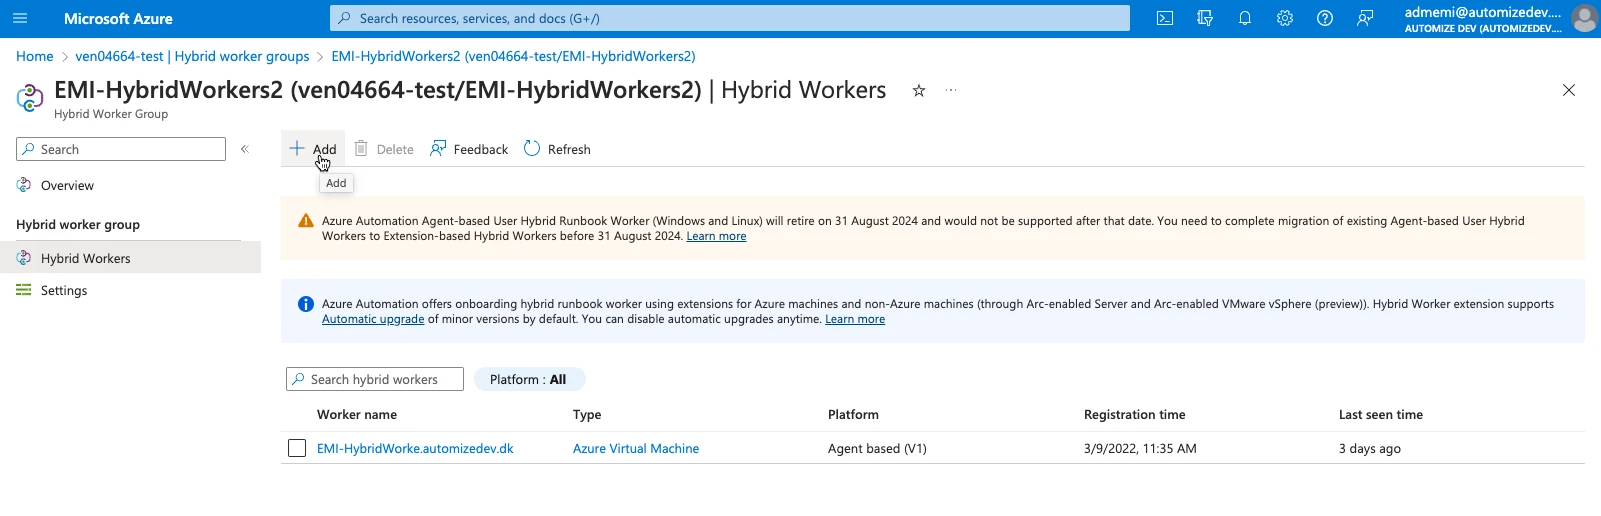 Microsoft Azure
Search resources, services, and docs (G+/)
admemi@automizedev....
AUTOMIZE DEV (AUTOMIZEDEV....
Home > ven04664-test | Hybrid worker groups > EMI-HybridWorkers2 (ven04664-test/EMI-HybridWorkers2)
EMI-HybridWorkers2 (ven04664-test/EMI-HybridWorkers2) | Hybrid Workers
Hybrid Worker Group
Search
Overview
Hybrid worker group
Hybrid Workers
Settings
Add Delete Feedback Refresh
Add
Azure Automation Agent-based User Hybrid Runbook Worker (Windows and Linux) will retire on 31 August 2024 and would not be supported after that date. You need to complete migration of existing Agent-based User Hybrid
Workers to Extension-based Hybrid Workers before 31 August 2024. Learn more
Azure Automation offers onboarding hybrid runbook worker using extensions for Azure machines and non-Azure machines (through Arc-enabled Server and Arc-enabled VMware vSphere (preview)). Hybrid Worker extension supports
Automatic upgrade of minor versions by default. You can disable automatic upgrades anytime. Learn more
Search hybrid workers
Platform : All
Worker name Type Platform Registration time Last seen time
EMI-HybridWorke.automizedev.dk Azure Virtual Machine Agent based (V1) 3/9/2022, 11:35 AM 3 days ago